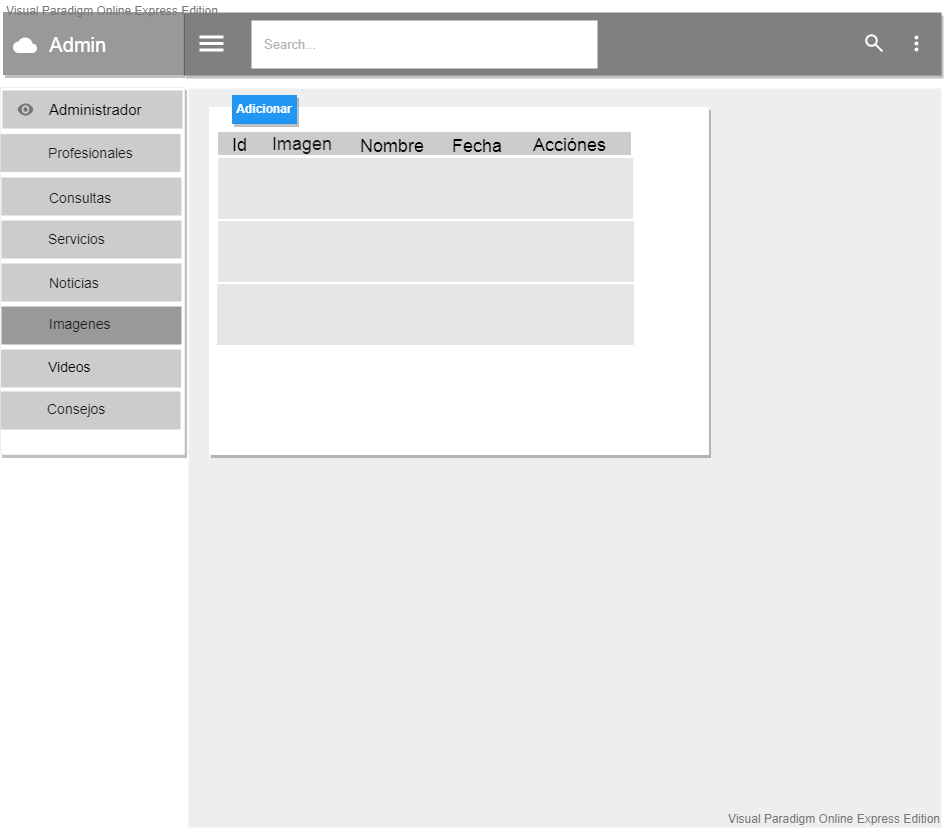 Visual Paradigm Online Express Edition
Admin
Search...
Administrador
Profesionales
Consultas
Servicios
Noticias
Imagenes
Videos
Consejos
Adicionar
Id Imagen Nombre Fecha Acciónes
Visual Paradigm Online Express Edition